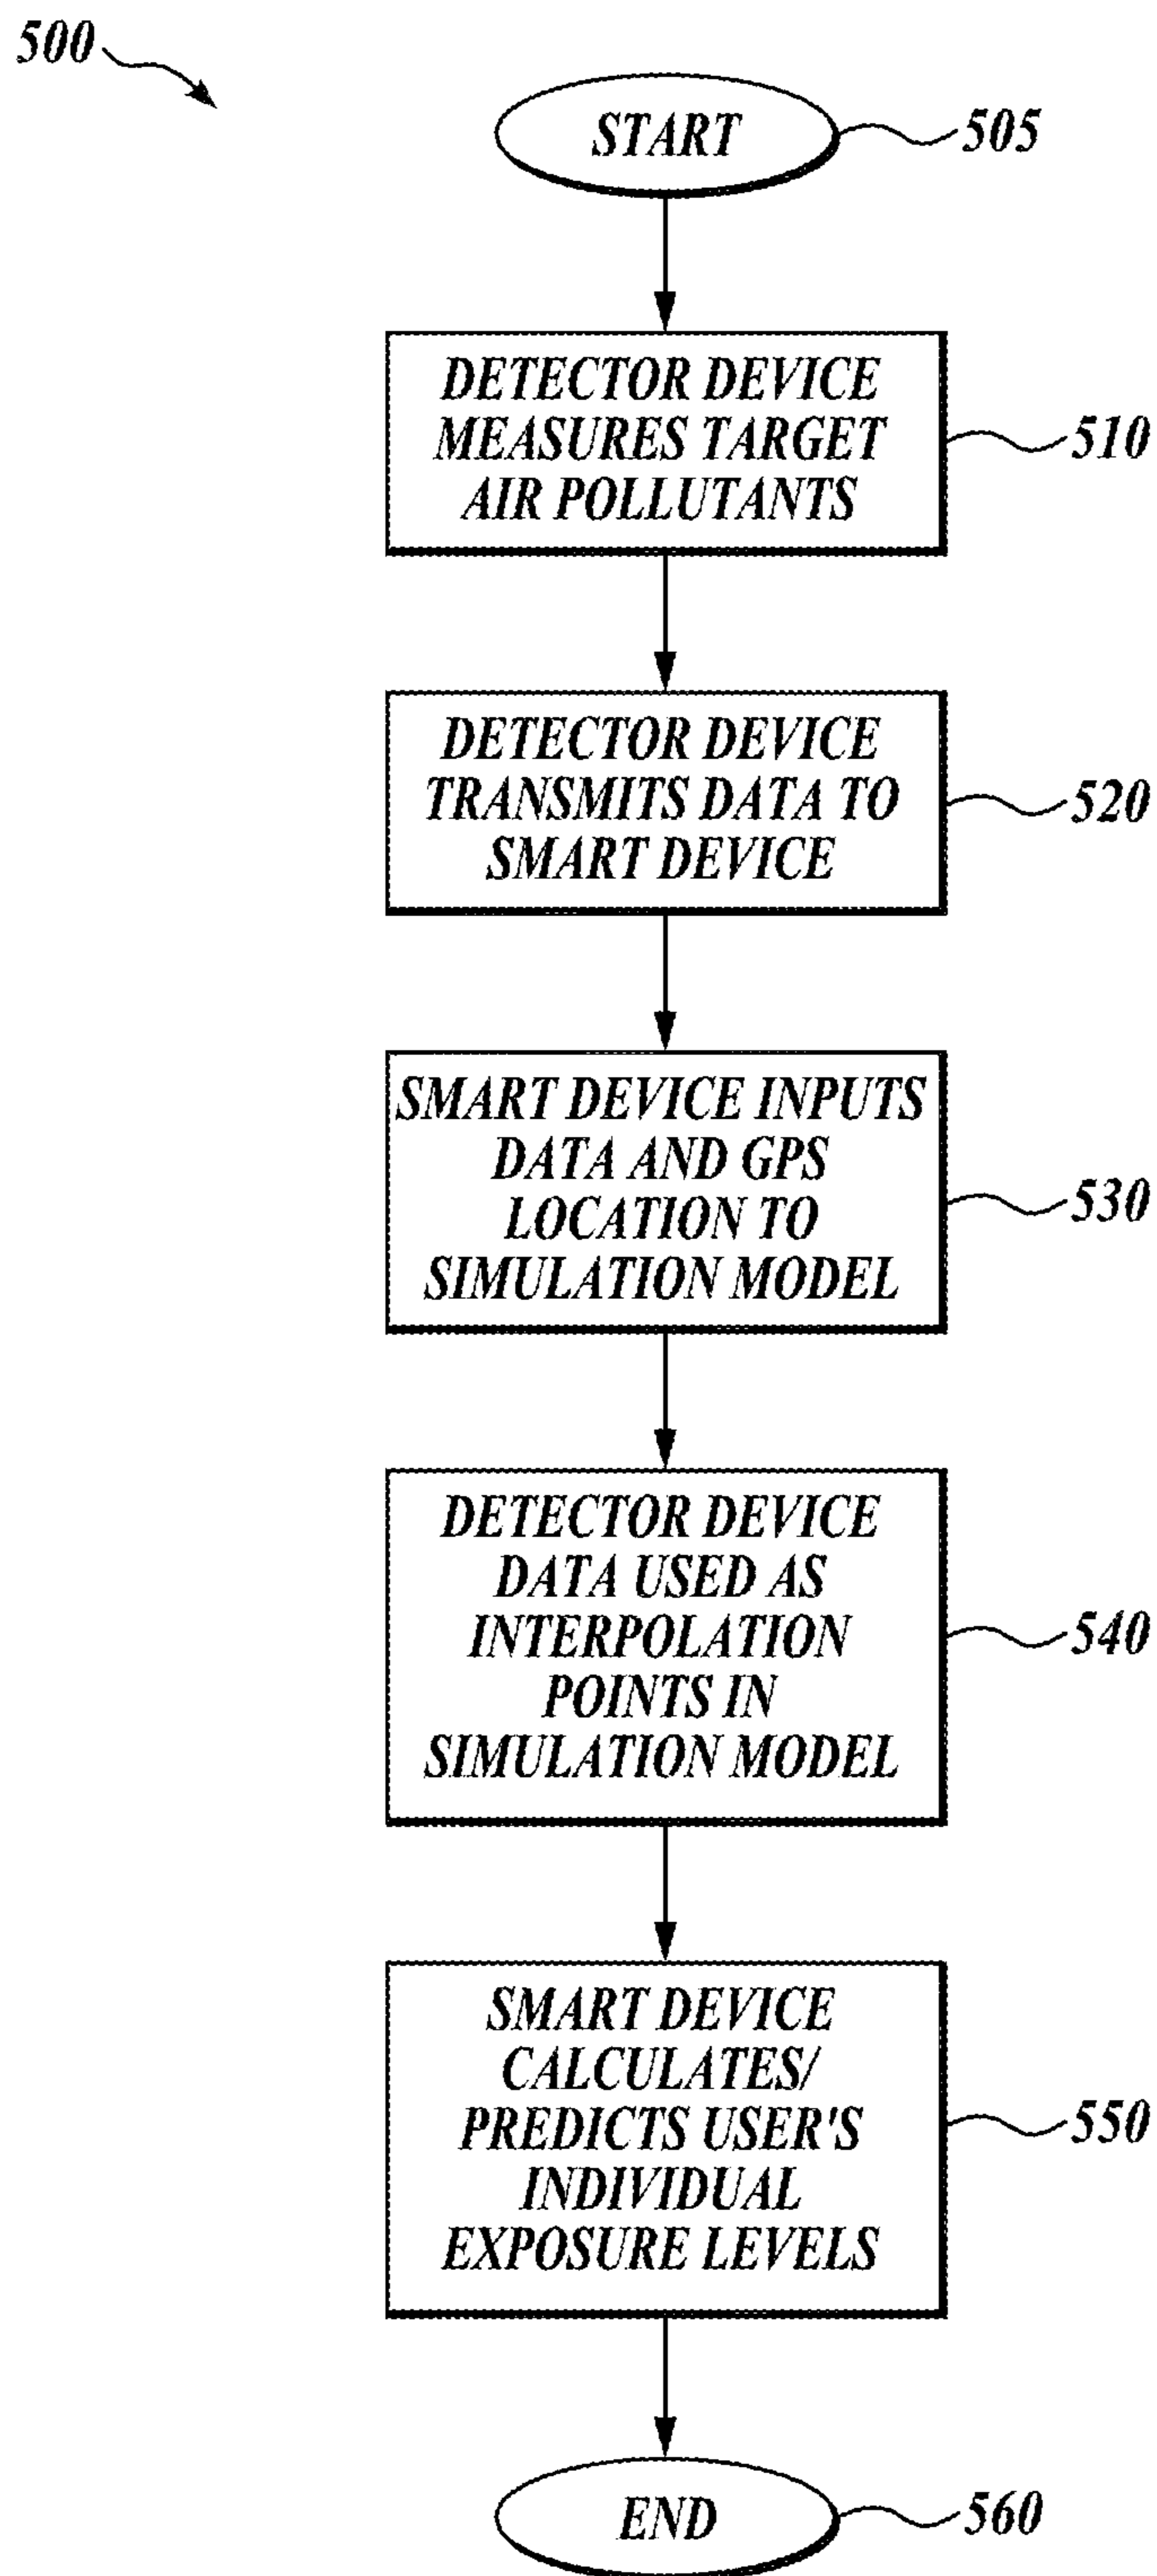 500
START
505
DETECTOR DEVICE
MEASURES TARGET
AIR POLLUTANTS
510
DETECTOR DEVICE
TRANSMITS DATA TO
SMART DEVICE
520
SMART DEVICE INPUTS
DATA AND GPS
LOCATION TO
SIMULATION MODEL
530
DETECTOR DEVICE
DATA USED AS
INTERPOLATION
POINTS IN
SIMULATION MODEL
540
SMART DEVICE
CALCULATES/
PREDICTS USER'S
INDIVIDUAL
EXPOSURE LEVELS
550
END
560